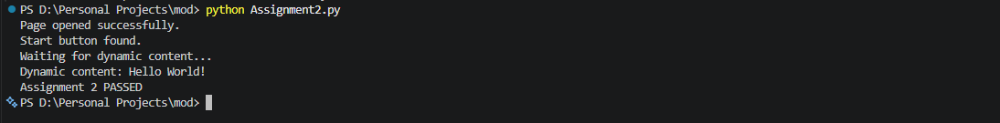 PS D:\Personal Projects\mod> python Assignment2.py
Page opened successfully.
Start button found.
Waiting for dynamic content...
Dynamic content: Hello World!
Assignment 2 PASSED
PS D:\Personal Projects\mod>